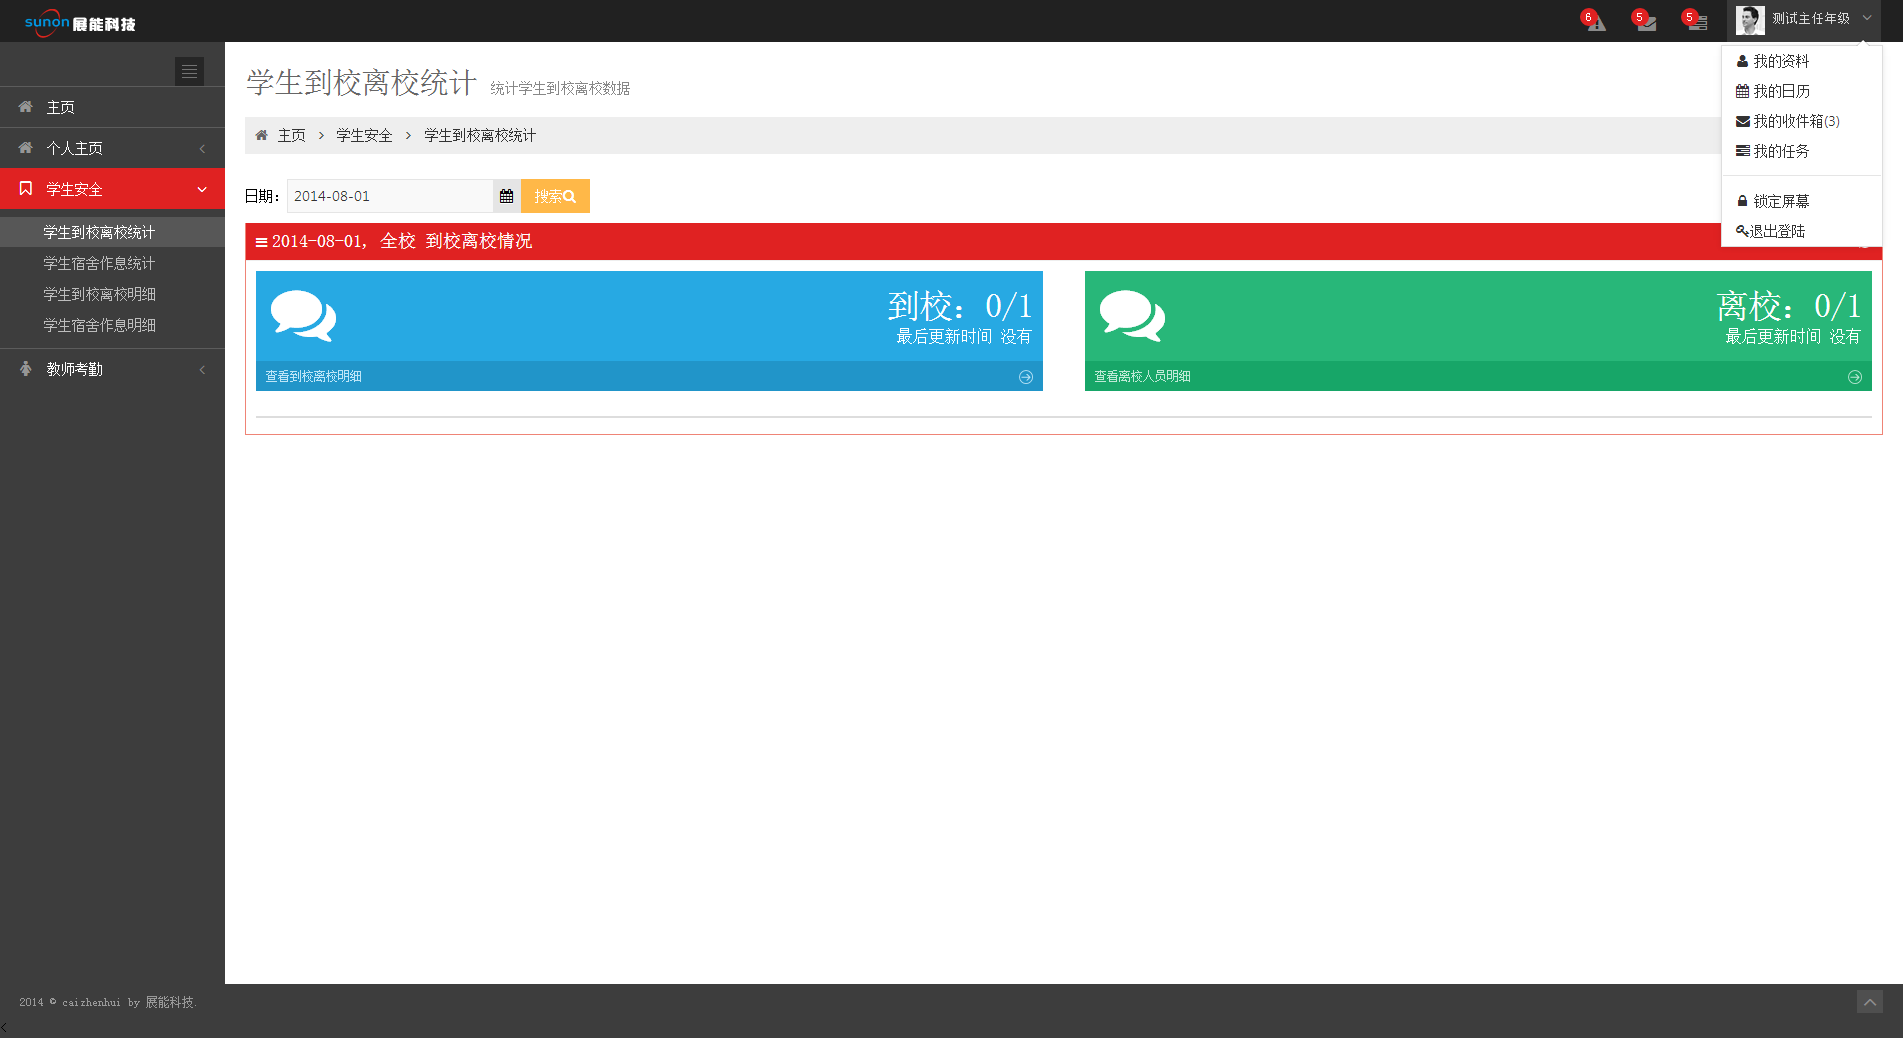 sunon 展能科技
6
5
5
测试主任年级
我的资料
我的日历
我的收件箱(3)
我的任务
锁定屏幕
退出登陆
主页
个人主页
学生安全
学生到校离校统计
学生宿舍作息统计
学生到校离校明细
学生宿舍作息明细
教师考勤
学生到校离校统计 统计学生到校离校数据
主页 > 学生安全 > 学生到校离校统计
日期： 2014-08-01 搜索
2014-08-01, 全校 到校离校情况
到校：0/1
最后更新时间 没有
查看到校离校明细
离校：0/1
最后更新时间 没有
查看离校人员明细
2014 © caizhenhui by 展能科技.
<